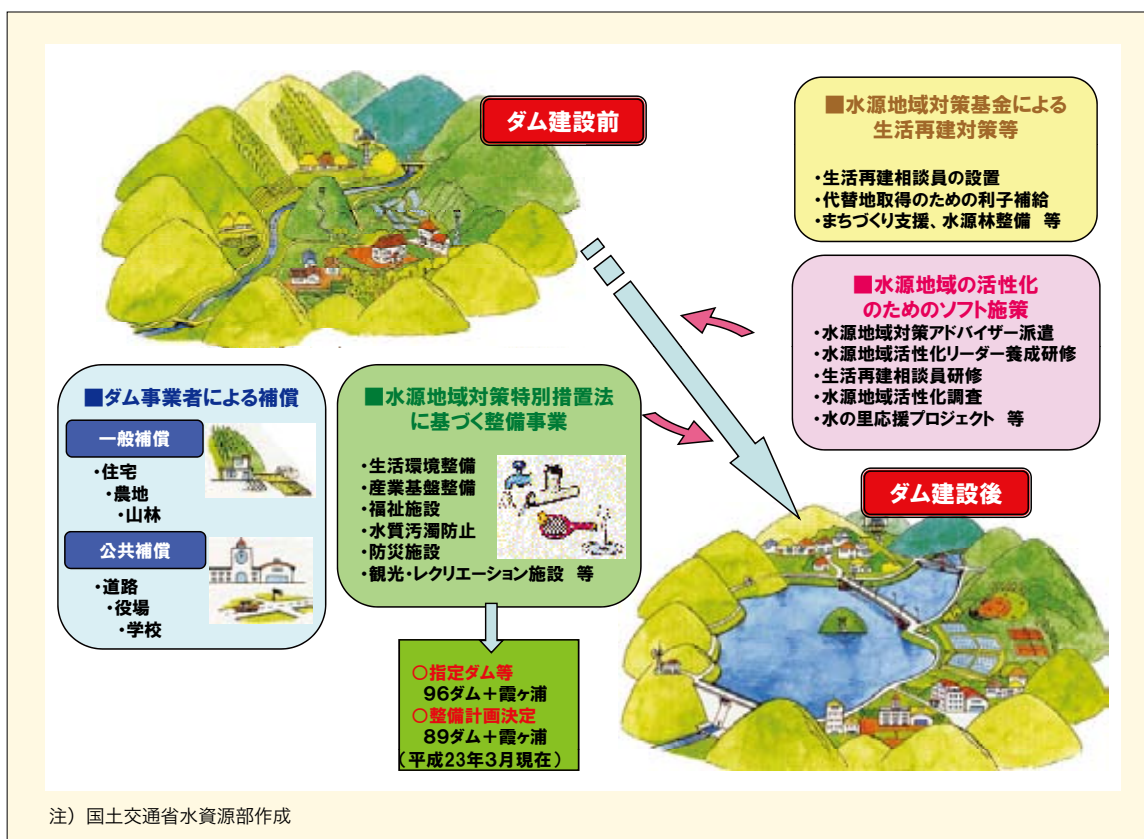 ダム建設前
■水源地域対策基金による
生活再建対策等
・生活再建相談員の設置
・代替地取得のための利子補給
・まちづくり支援、水源林整備 等
■水源地域の活性化
のためのソフト施策
・水源地域対策アドバイザー派遣
・水源地域活性化リーダー養成研修
・生活再建相談員研修
・水源地域活性化調査
・水の里応援プロジェクト 等
■ダム事業者による補償
一般補償
・住宅
・農地
・山林
公共補償
・道路
・役場
・学校
■水源地域対策特別措置法
に基づく整備事業
・生活環境整備
・産業基盤整備
・福祉施設
・水質汚濁防止
・防災施設
・観光・レクリエーション施設 等
○指定ダム等
96ダム+霞ヶ浦
○整備計画決定
89ダム+霞ヶ浦
(平成23年3月現在)
ダム建設後
注）国土交通省水資源部作成